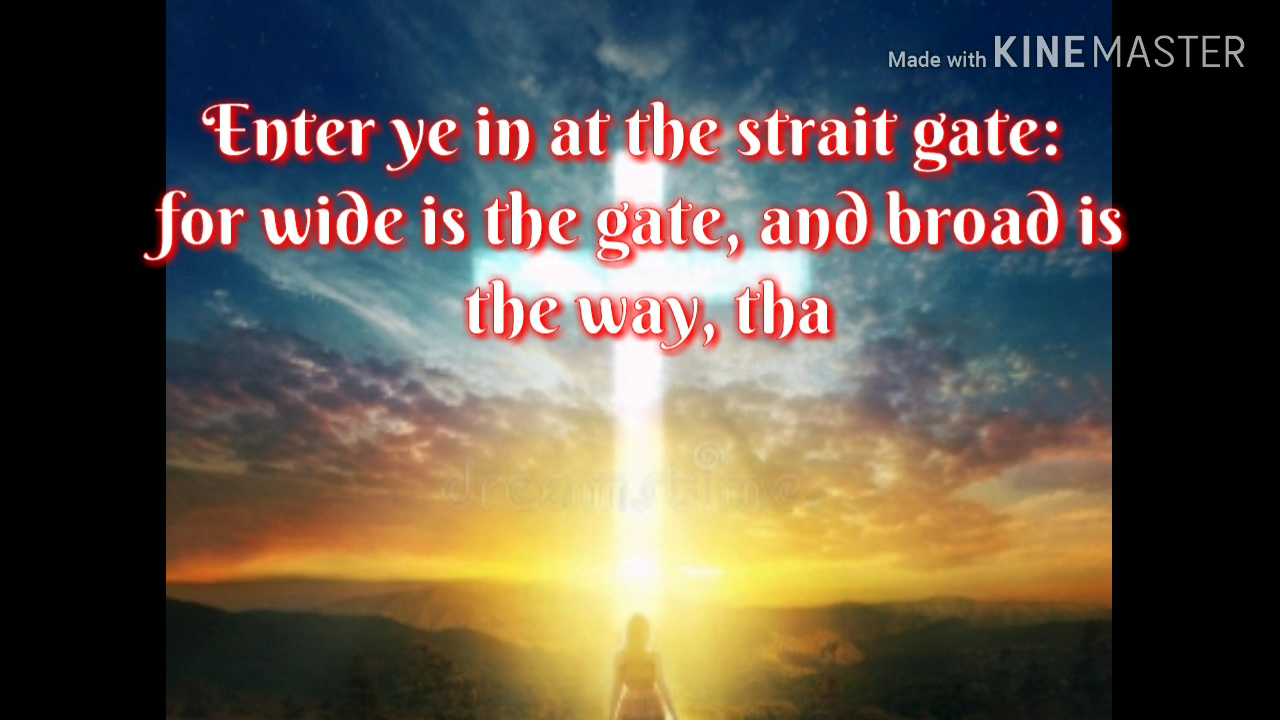 Made with KINEMASTER
Enter ye in at the strait gate:
for wide is the gate, and broad is
the way, tha
dreamstime